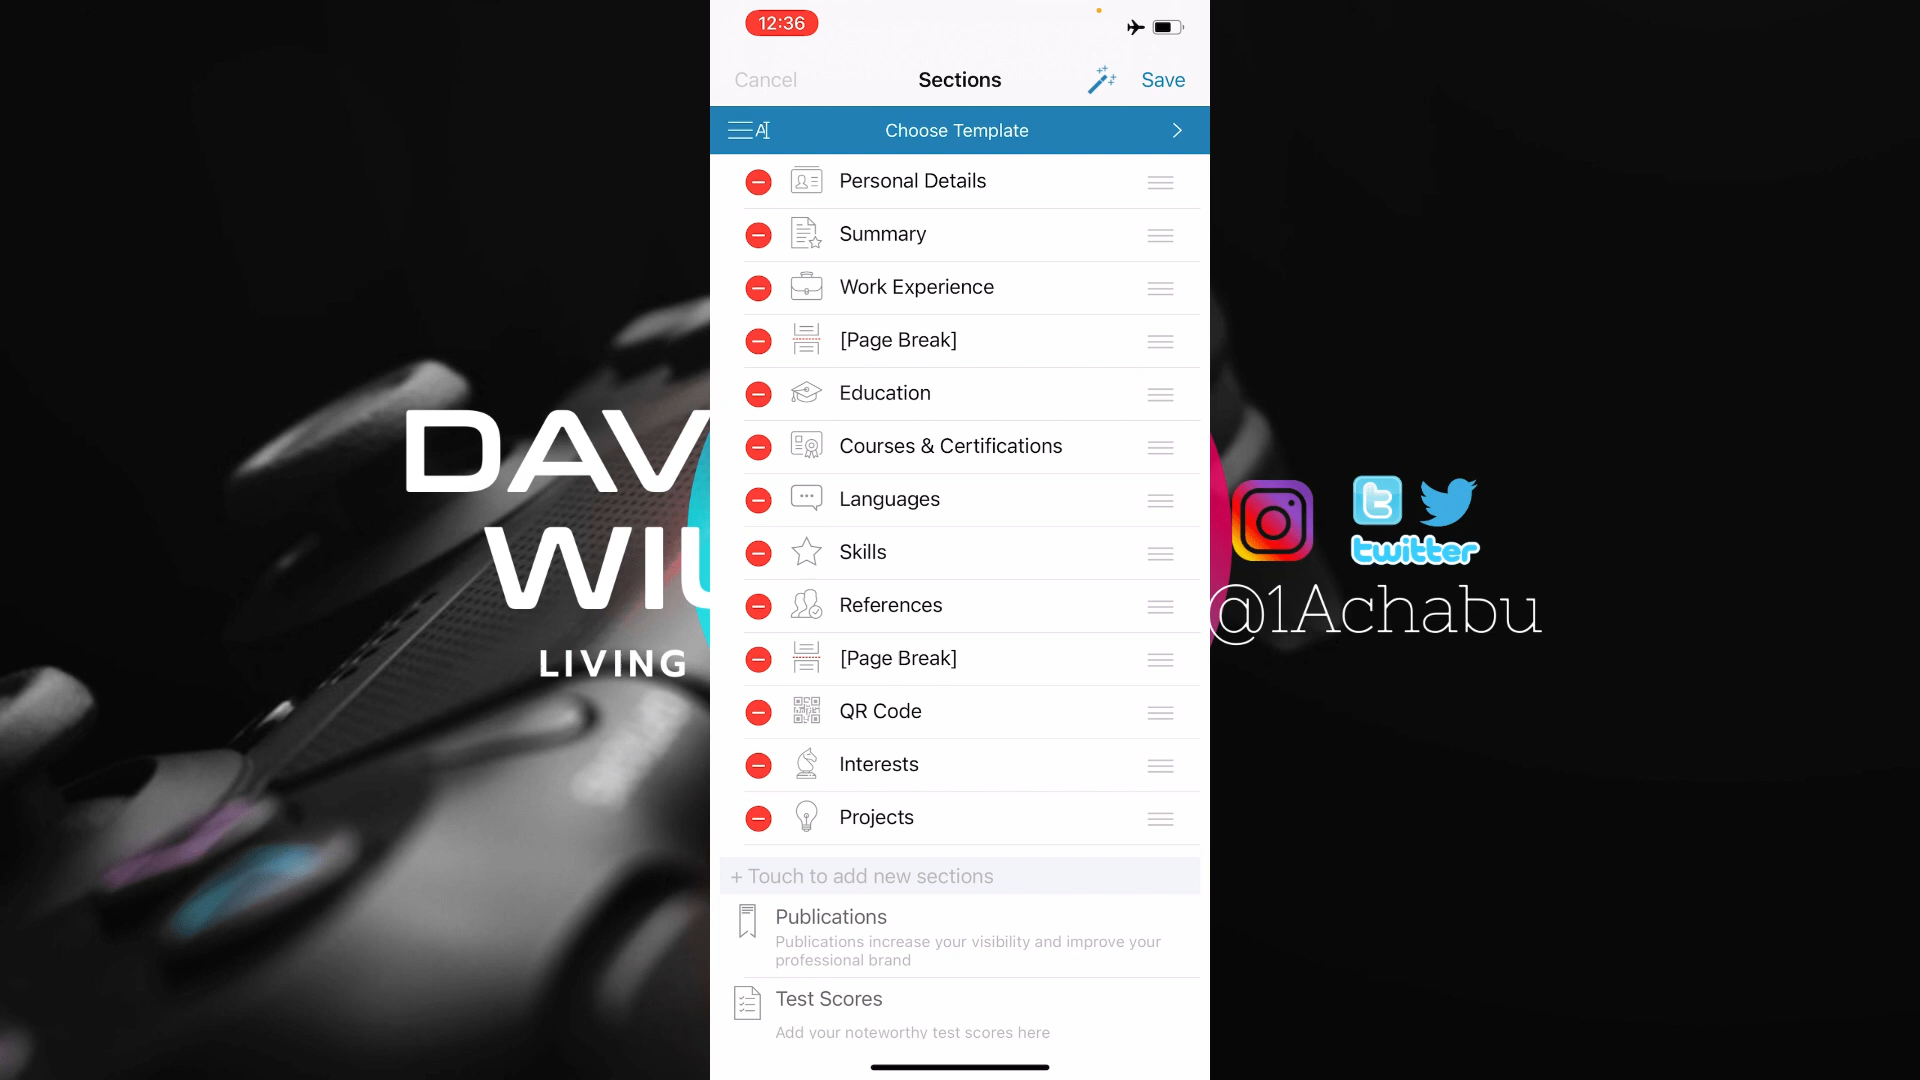 12:36
Cancel
Sections
Save
AI
Choose Template
Personal Details
Summary
Work Experience
[Page Break]
Education
Courses & Certifications
Languages
Skills
References
[Page Break]
QR Code
Interests
Projects
+ Touch to add new sections
Publications
Publications increase your visibility and improve your
professional brand
Test Scores
Add your noteworthy test scores here
DAV
WIL
LIVING
t
twitter
@1Achabu